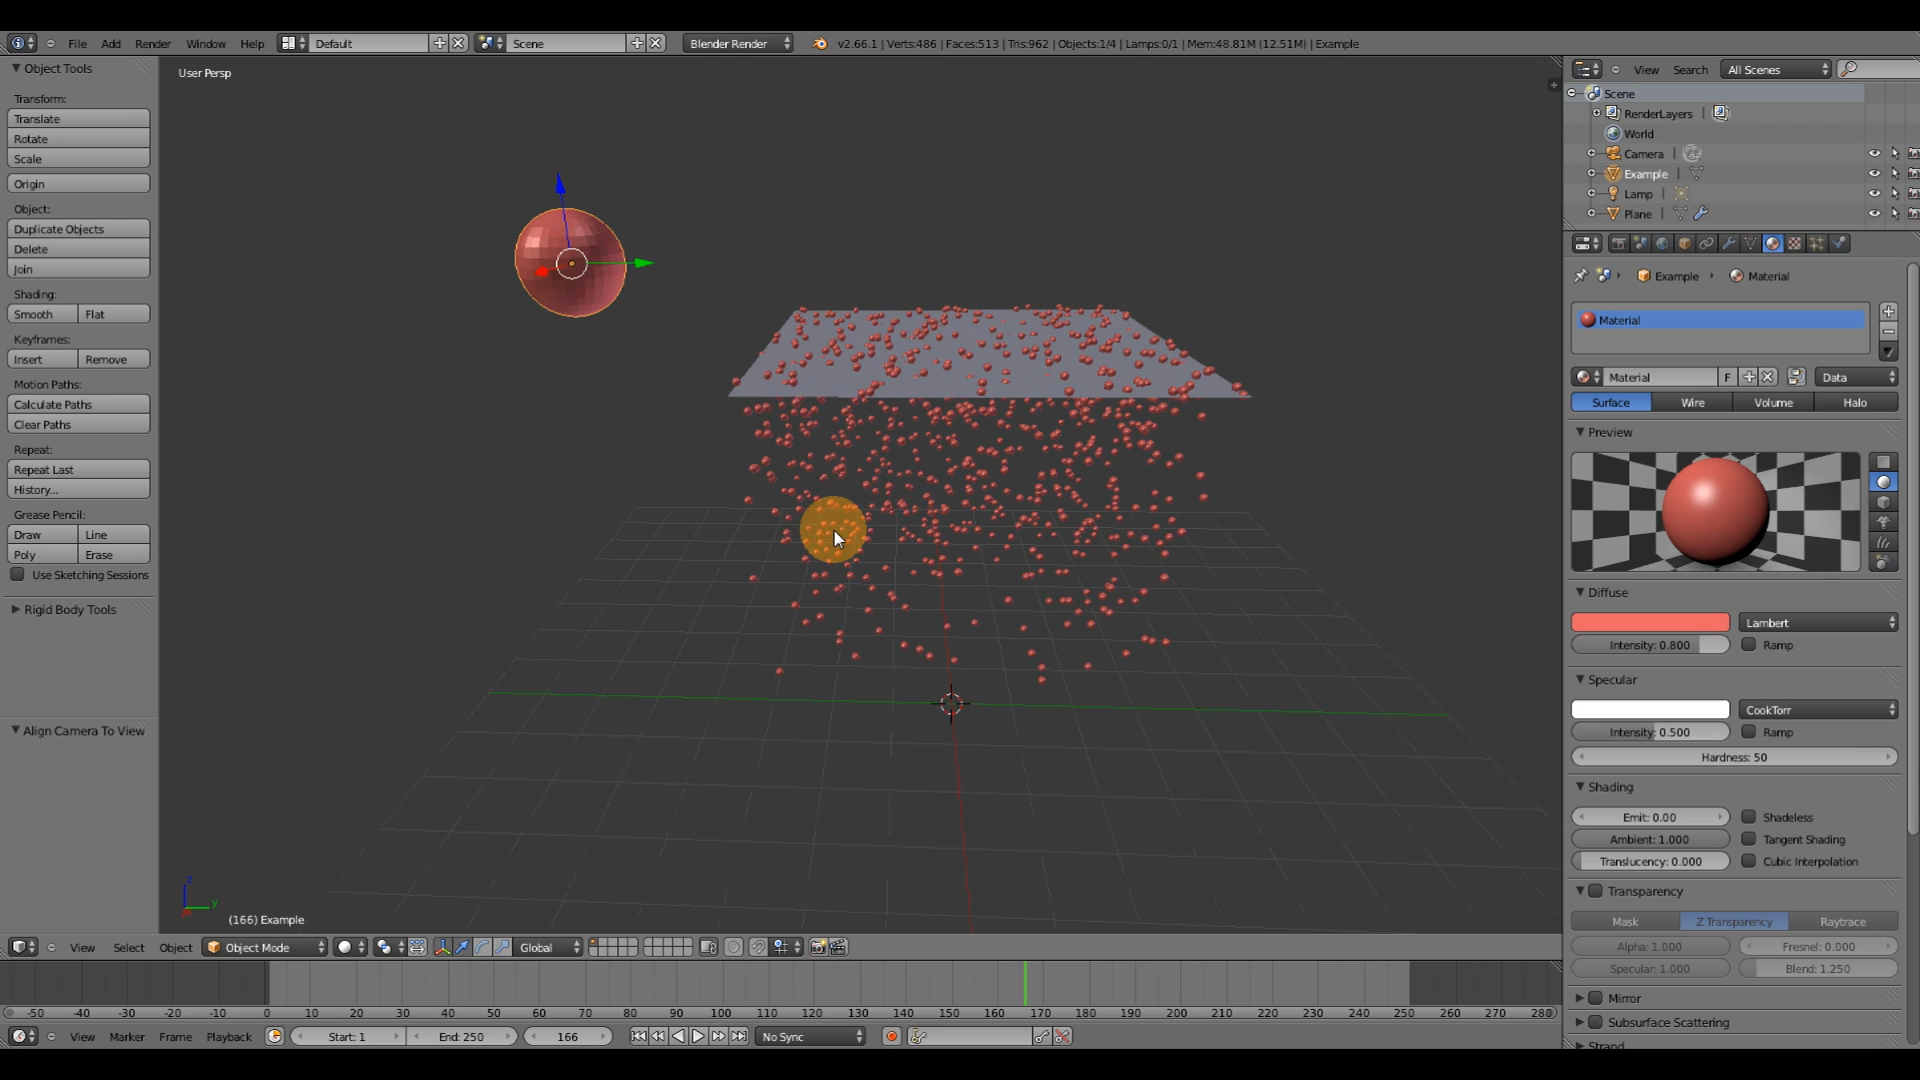 File Add Render Window Help Default Scene Blender Render v2.66.1 | Verts:486 | Faces:513 | Tris:962 | Objects:1/4 | Lamps:0/1 | Mem:48.81M (12.51M) | Example
Object Tools
Transform:
Translate
Rotate
Scale
Origin
Object:
Duplicate Objects
Delete
Join
Shading:
Smooth Flat
Keyframes:
Insert Remove
Motion Paths:
Calculate Paths
Clear Paths
Repeat:
Repeat Last
History...
Grease Pencil:
Draw Line
Poly Erase
Use Sketching Sessions
Rigid Body Tools
Align Camera To View
User Persp
z
y
(166) Example
View Select Object Object Mode Global
-50 -40 -30 -20 -10 0 10 20 30 40 50 60 70 80 90 100 110 120 130 140 150 160 170 180 190 200 210 220 230 240 250 260 270 280
View Marker Frame Playback Start: 1 End: 250 166 No Sync
View Search All Scenes
Scene
RenderLayers |
World
Camera |
Example |
Lamp |
Plane |
Example Material
Material
Material F Data
Surface Wire Volume Halo
Preview
Diffuse
Lambert
Intensity: 0.800 Ramp
Specular
CookTorr
Intensity: 0.500 Ramp
Hardness: 50
Shading
Emit: 0.00 Shadeless
Ambient: 1.000 Tangent Shading
Translucency: 0.000 Cubic Interpolation
Transparency
Mask Z Transparency Raytrace
Alpha: 1.000 Fresnel: 0.000
Specular: 1.000 Blend: 1.250
Mirror
Subsurface Scattering
Strand